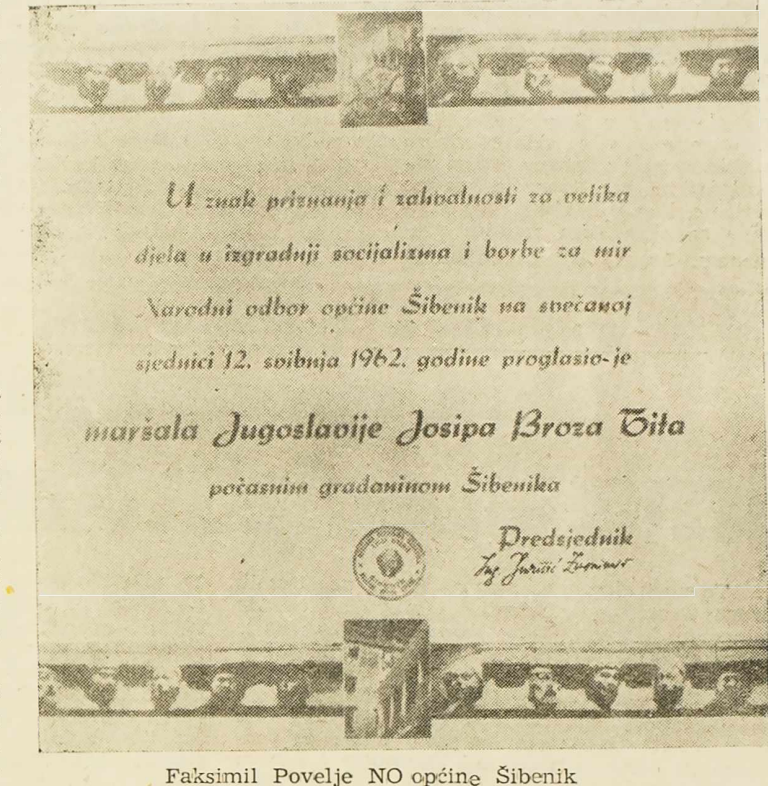 U znak priznanja i zahvalnosti za velika
djela u izgradnji socijalizma i borbe za mir
Narodni odbor općine Šibenik na svečanoj
sjednici 12. svibnja 1962. godine proglasio-je
maršala Jugoslavije Josipa Broza Tita
počasnim građaninom Šibenika
Predsjednik
Faksimil Povelje NO općine Šibenik